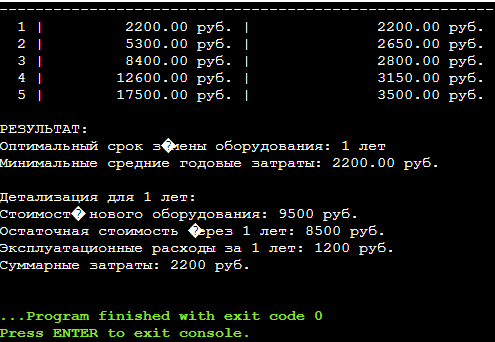 --------------------------------------------------------------
1 | 2200.00 руб. | 2200.00 руб.
2 | 5300.00 руб. | 2650.00 руб.
3 | 8400.00 руб. | 2800.00 руб.
4 | 12600.00 руб. | 3150.00 руб.
5 | 17500.00 руб. | 3500.00 руб.
РЕЗУЛЬТАТ:
Оптимальный срок з�мены оборудования: 1 лет
Минимальные средние годовые затраты: 2200.00 руб.
Детализация для 1 лет:
Стоимост� нового оборудования: 9500 руб.
Остаточная стоимость �ерез 1 лет: 8500 руб.
Эксплуатационные расходы за 1 лет: 1200 руб.
Суммарные затраты: 2200 руб.
...Program finished with exit code 0
Press ENTER to exit console.